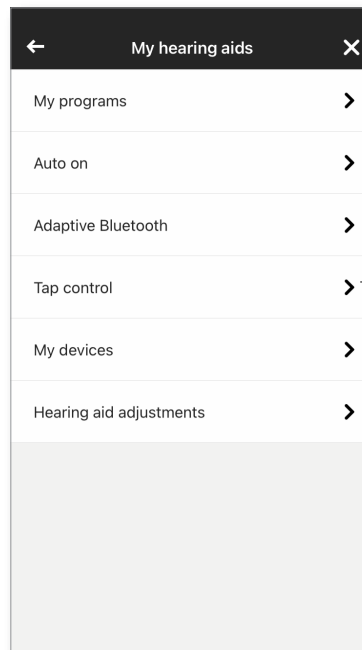 My hearing aids
My programs
Auto on
Adaptive Bluetooth
Tap control
My devices
Hearing aid adjustments